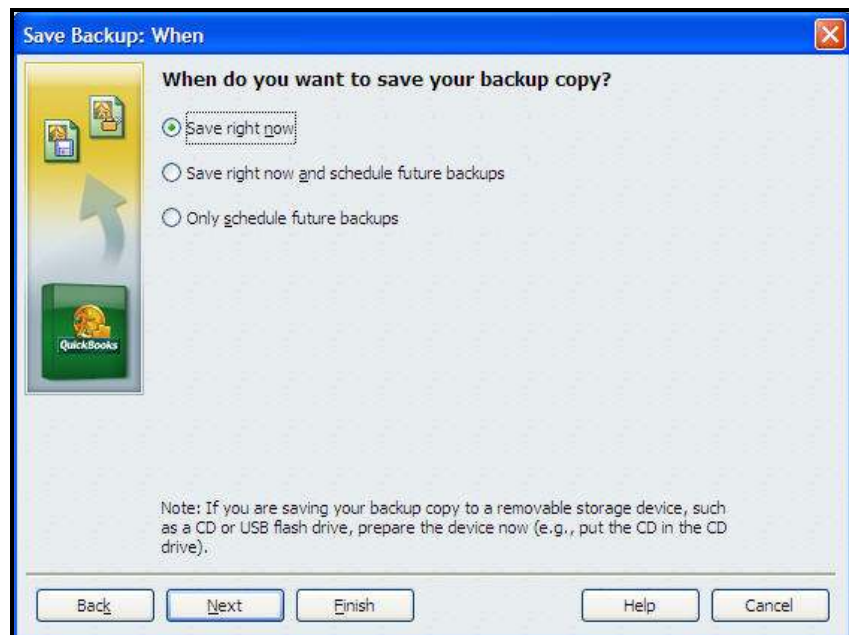 Save Backup: When
When do you want to save your backup copy?
Save right now
Save right now and schedule future backups
Only schedule future backups
QuickBooks
Note: If you are saving your backup copy to a removable storage device, such
as a CD or USB flash drive, prepare the device now (e.g., put the CD in the CD
drive).
Back Next Finish Help Cancel